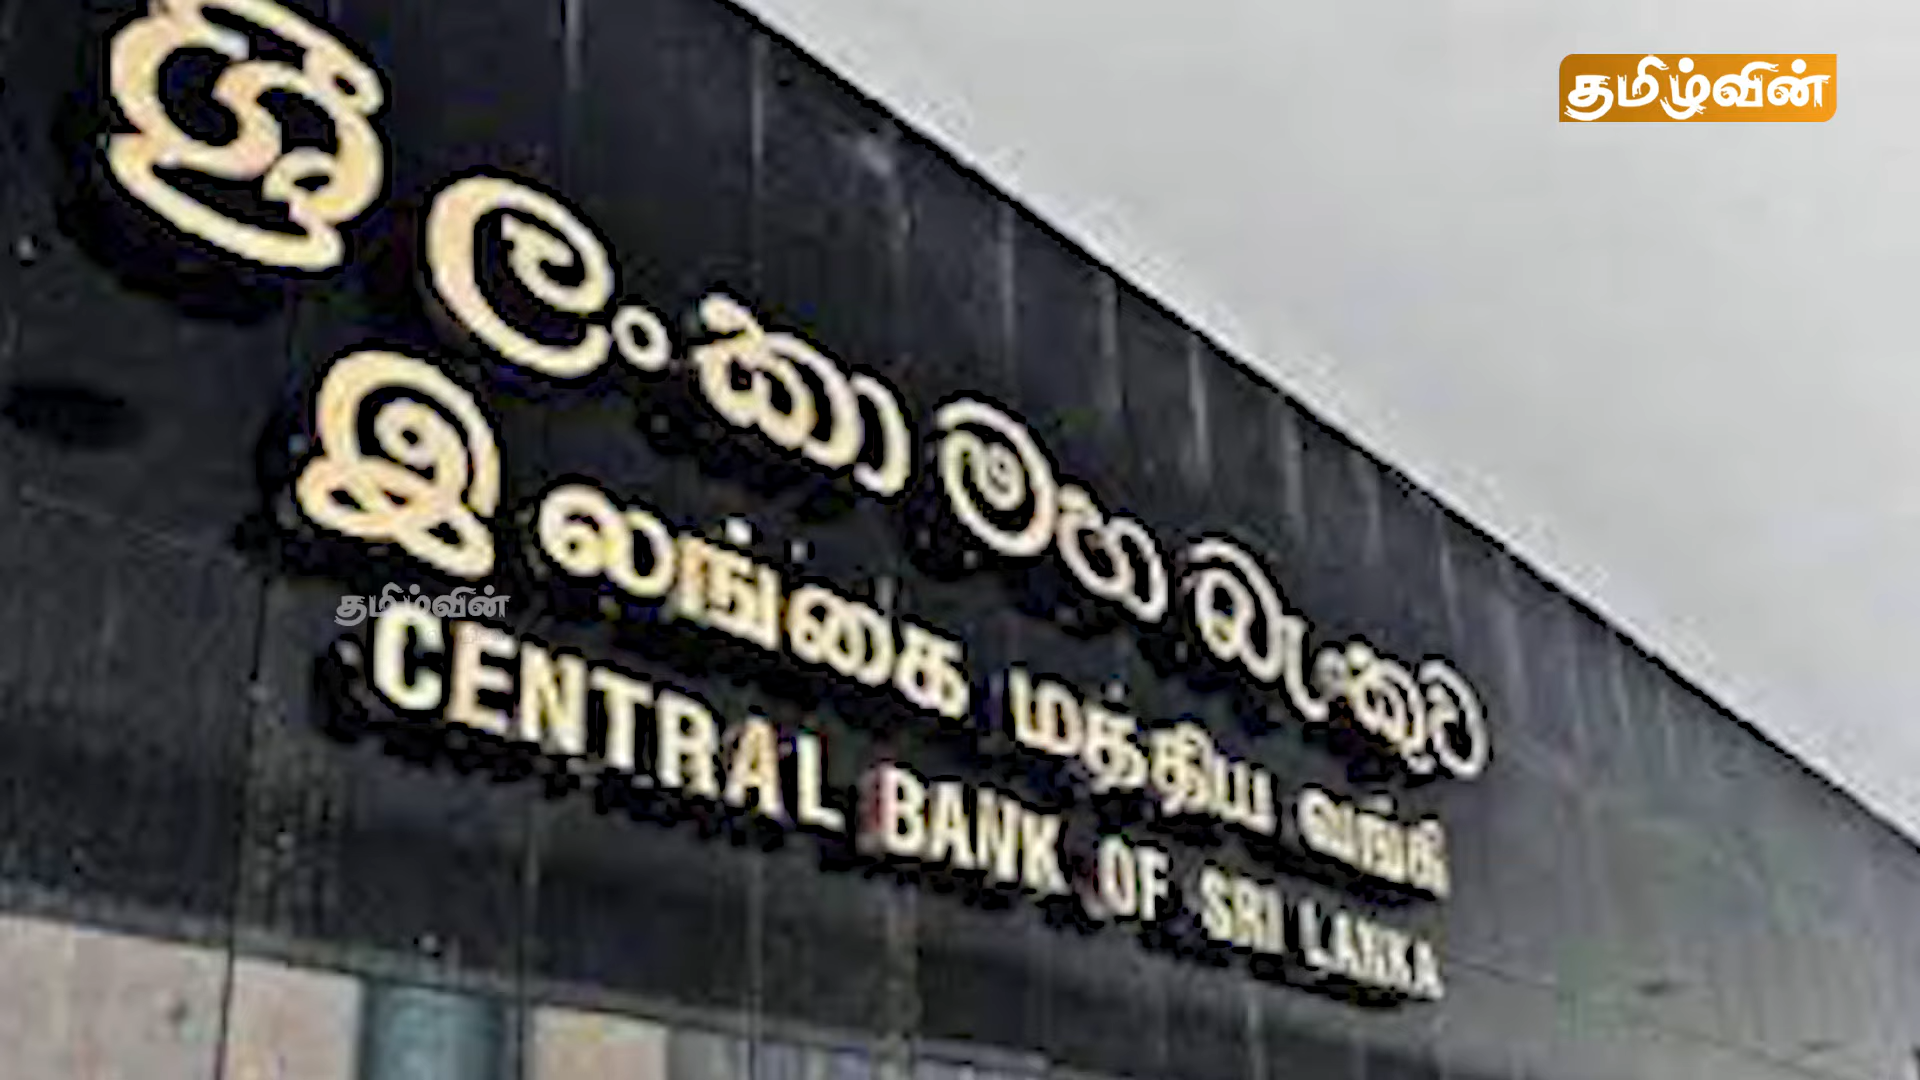 தமிழ்வின்
ශ්‍රී ලංකා මහ බැංකුව
இலங்கை மத்திய வங்கி
தமிழ்வின்
CENTRAL BANK OF SRI LANKA